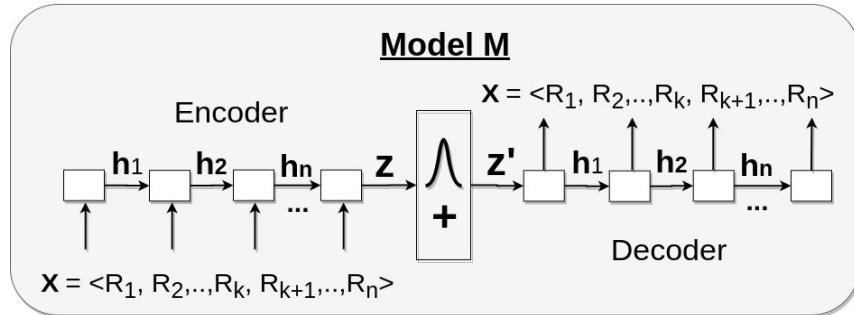 Model M
Encoder
h1 h2 hn z
...
+
X = <R1, R2,..,Rk, Rk+1,..,Rn>
X = <R1, R2,..,Rk, Rk+1,..,Rn>
z' h1 h2 hn
...
Decoder